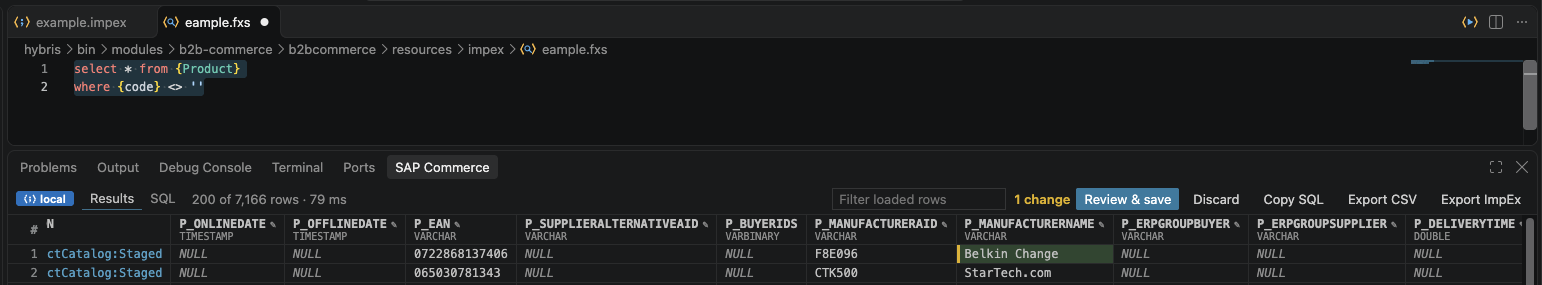 example.impex eample.fxs
hybris > bin > modules > b2b-commerce > b2bcommerce > resources > impex > eample.fxs
1 select * from {Product}
2 where {code} <> ''
Problems Output Debug Console Terminal Ports SAP Commerce
local Results SQL 200 of 7,166 rows · 79 ms Filter loaded rows 1 change Review & save Discard Copy SQL Export CSV Export ImpEx
# N P_ONLINEDATE P_OFFLINEDATE P_EAN P_SUPPLIERALTERNATIVEAID P_BUYERIDS P_MANUFACTURERAID P_MANUFACTURERNAME P_ERPGROUPBUYER P_ERPGROUPSUPPLIER P_DELIVERYTIME
TIMESTAMP TIMESTAMP VARCHAR VARCHAR VARBINARY VARCHAR VARCHAR VARCHAR VARCHAR DOUBLE
1 ctCatalog:Staged NULL NULL 0722868137406 NULL NULL F8E096 Belkin Change NULL NULL NULL
2 ctCatalog:Staged NULL NULL 065030781343 NULL NULL CTK500 StarTech.com NULL NULL NULL